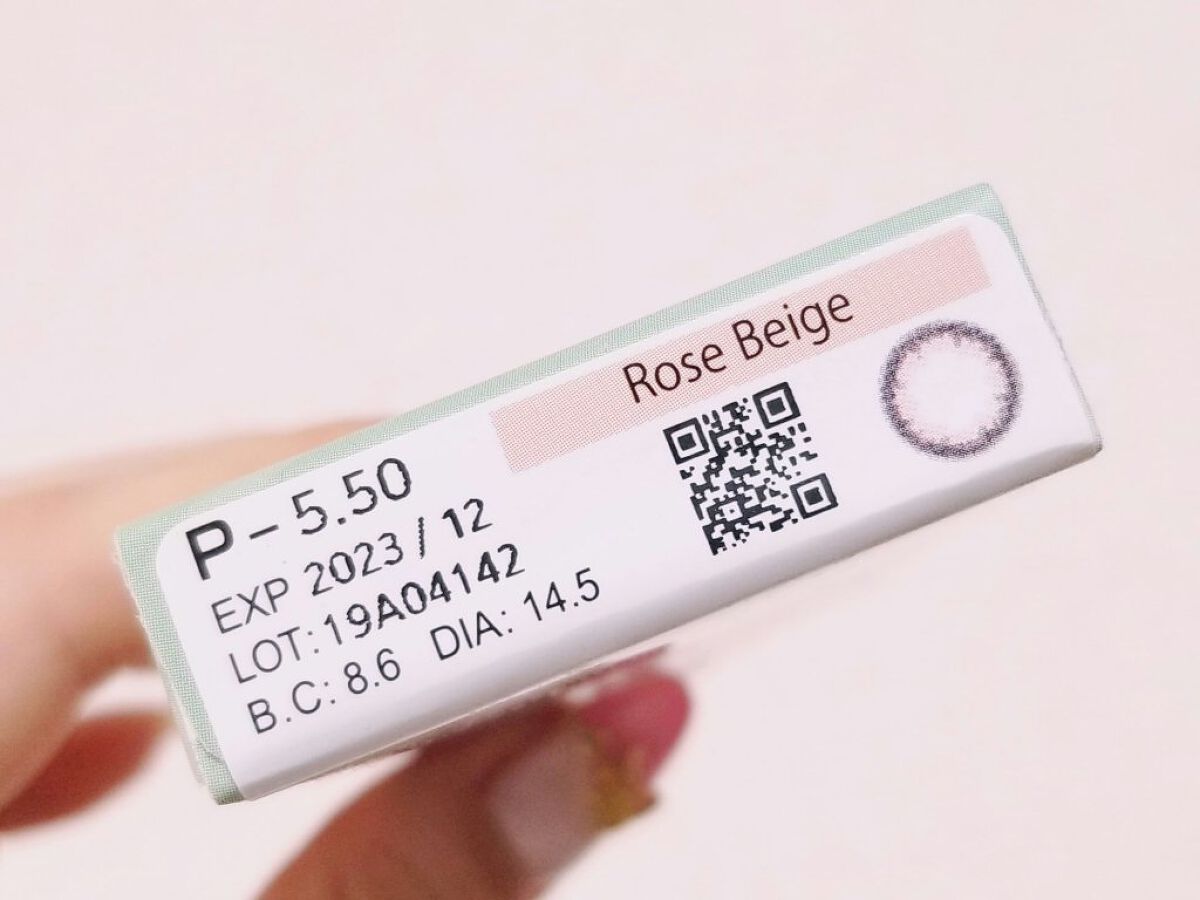 Rose Beige
P – 5.50
EXP 2023 / 12
LOT: 19A04142
B.C: 8.6 DIA: 14.5